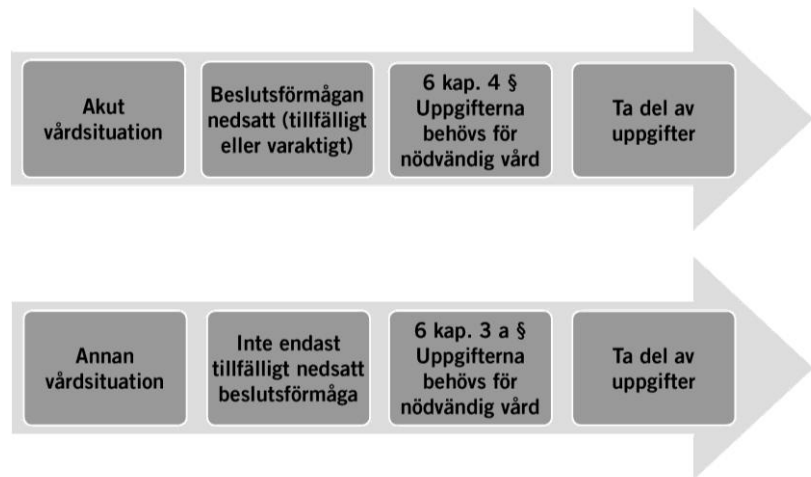 Akut
vårdsituation
Beslutsförmågan
nedsatt (tillfälligt
eller varaktigt)
6 kap. 4 §
Uppgifterna
behövs för
nödvändig vård
Ta del av
uppgifter
Annan
vårdsituation
Inte endast
tillfälligt nedsatt
beslutsförmåga
6 kap. 3 a §
Uppgifterna
behövs för
nödvändig vård
Ta del av
uppgifter